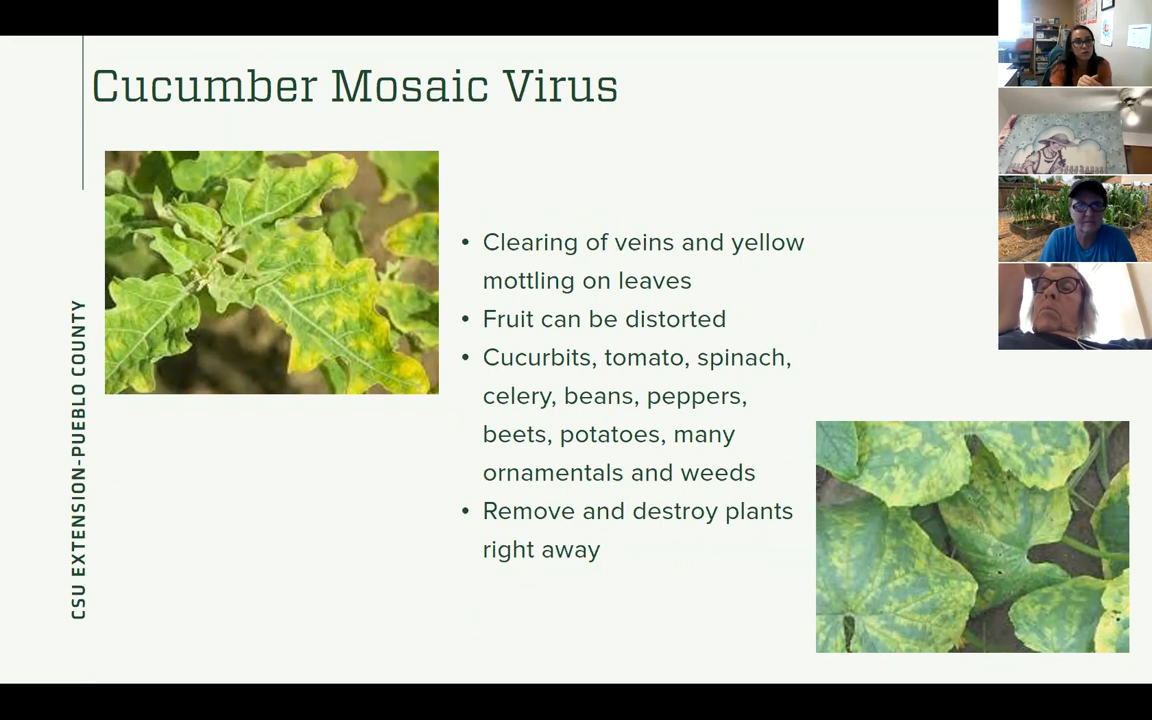 Cucumber Mosaic Virus
• Clearing of veins and yellow
mottling on leaves
• Fruit can be distorted
• Cucurbits, tomato, spinach,
celery, beans, peppers,
beets, potatoes, many
ornamentals and weeds
• Remove and destroy plants
right away
CSU EXTENSION-PUEBLO COUNTY